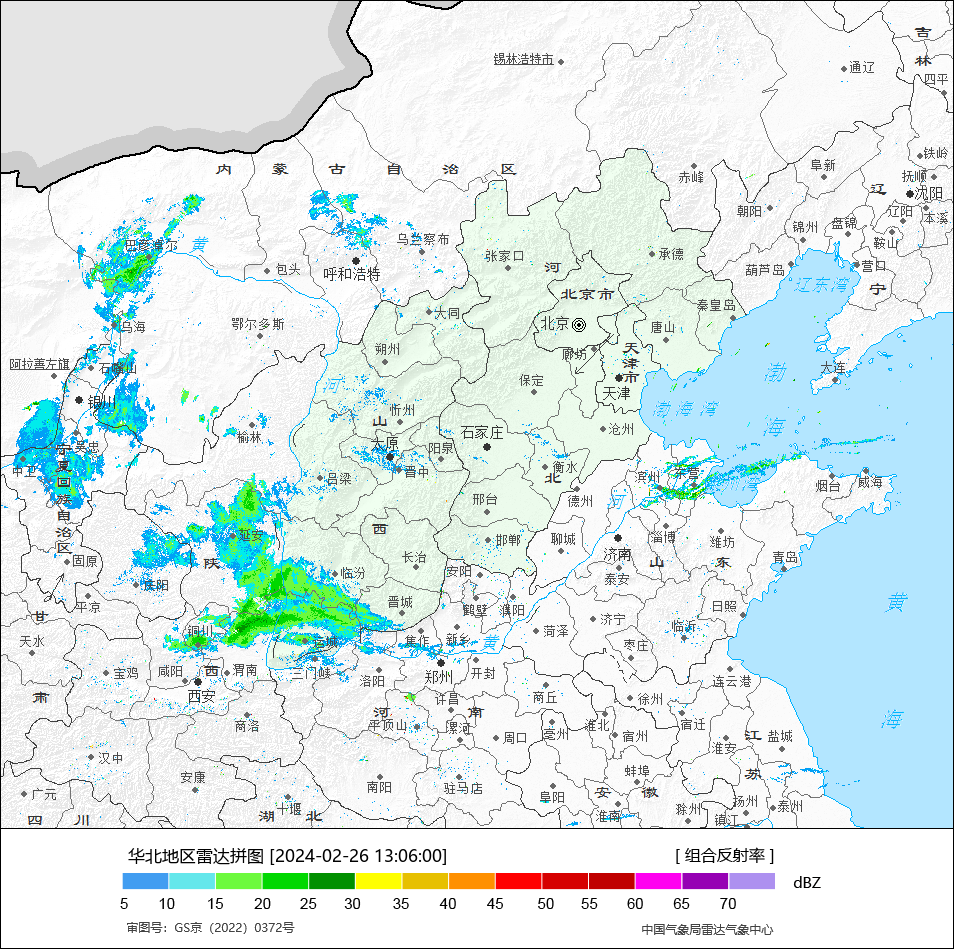 吉
锡林浩特市
林
通辽
四平
铁岭
内 蒙 古 自 治 区
阜新
赤峰
抚顺
辽
沈阳
朝阳
辽阳
本溪
锦州
盘锦
鞍山
巴彦淖尔
黄
乌兰察布
张家口
承德
河
葫芦岛
营口
包头
呼和浩特
辽东湾
宁
北京市
秦皇岛
乌海
鄂尔多斯
大同
北京
唐山
朔州
廊坊
天
津
市
阿拉善左旗
石嘴山
保定
天津
渤
大连
河
银川
忻州
渤海湾
山
海
榆林
太原
阳泉
石家庄
沧州
吴忠
宁
夏
回
族
自
治
区
中卫
晋中
衡水
吕梁
北
滨州
东营
烟台
威海
莱州湾
邢台
德州
河
西
延安
邯郸
聊城
淄博
潍坊
济南
青岛
固原
陕
长治
安阳
山
东
临汾
泰安
庆阳
平凉
晋城
鹤壁
濮阳
日照
黄
甘
济宁
铜川
菏泽
临沂
天水
运城
焦作
新乡
黄
枣庄
宝鸡
咸阳
西
渭南
三门峡
洛阳
郑州
开封
连云港
肃
西安
许昌
商丘
徐州
河
南
宿迁
商洛
平顶山
漯河
周口
亳州
淮北
宿州
江
盐城
海
淮安
汉中
安康
南阳
驻马店
蚌埠
苏
广元
阜阳
安
徽
扬州
十堰
滁州
泰州
四 川
湖 北
淮南
镇江
华北地区雷达拼图 [2024-02-26 13:06:00]
[ 组合反射率 ]
dBZ
5 10 15 20 25 30 35 40 45 50 55 60 65 70
审图号：GS京（2022）0372号
中国气象局雷达气象中心